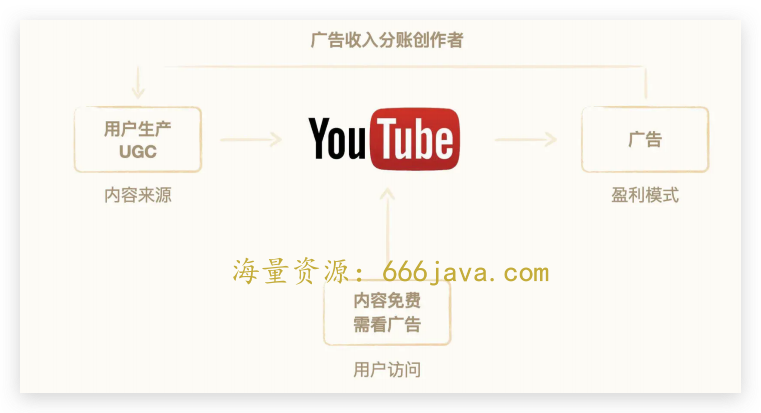 广告收入分账创作者
用户生产
UGC
内容来源
YouTube
广告
盈利模式
海量资源：666java.com
内容免费
需看广告
用户访问